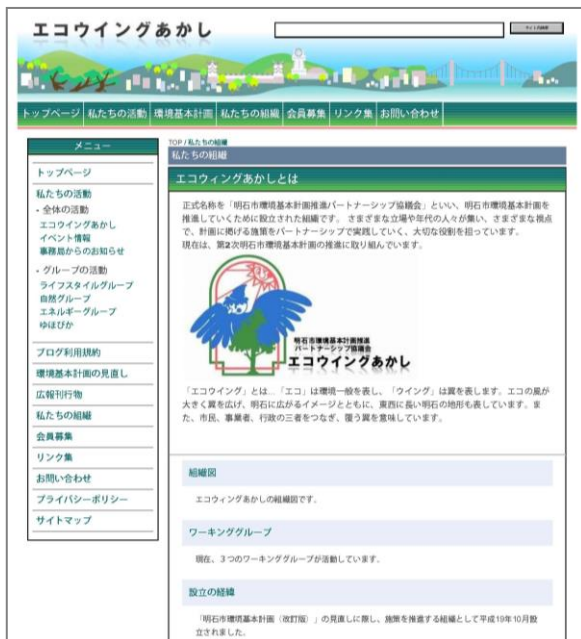 エコウイングあかし
サイト内検索
トップページ
私たちの活動
環境基本計画
私たちの組織
会員募集
リンク集
お問い合わせ
メニュー
トップページ
私たちの活動
・全体の活動
エコウイングあかし
イベント情報
事務局からのお知らせ
・グループの活動
ライフスタイルグループ
自然グループ
エネルギーグループ
ゆほびか
ブログ利用規約
環境基本計画の見直し
広報刊行物
私たちの組織
会員募集
リンク集
お問い合わせ
プライバシーポリシー
サイトマップ
TOP / 私たちの組織
私たちの組織
エコウィングあかしとは
正式名称を「明石市環境基本計画推進パートナーシップ協議会」といい、明石市環境基本計画を
推進していくために設立された組織です。 さまざまな立場や年代の人々が集い、さまざまな視点
で、計画に掲げる施策をパートナーシップで実践していく、大切な役割を担っています。
現在は、第2次明石市環境基本計画の推進に取り組んでいます。
明石市環境基本計画推進
パートナーシップ協議会
エコウイングあかし
「エコウイング」とは…「エコ」は環境一般を表し、「ウイング」は翼を表します。エコの風が
大きく翼を広げ、明石に広がるイメージとともに、東西に長い明石の地形も表しています。ま
た、市民、事業者、行政の三者をつなぎ、覆う翼を意味しています。
組織図
エコウィングあかしの組織図です。
ワーキンググループ
現在、３つのワーキンググループが活動しています。
設立の経緯
「明石市環境基本計画（改訂版）」の見直しに際し、施策を推進する組織として平成19年10月設
立されました。